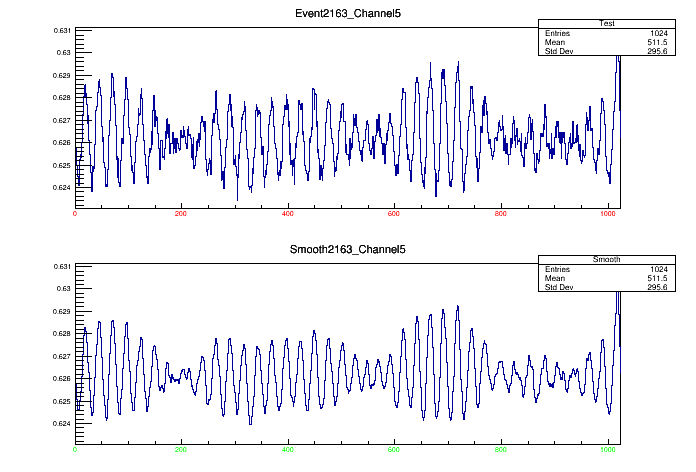 Event2163_Channel5
Test
Entries 1024
Mean 511.5
Std Dev 295.6
0.631
0.63
0.629
0.628
0.627
0.626
0.625
0.624
0 200 400 600 800 1000
Smooth2163_Channel5
Smooth
Entries 1024
Mean 511.5
Std Dev 295.6
0.631
0.63
0.629
0.628
0.627
0.626
0.625
0.624
0 200 400 600 800 1000